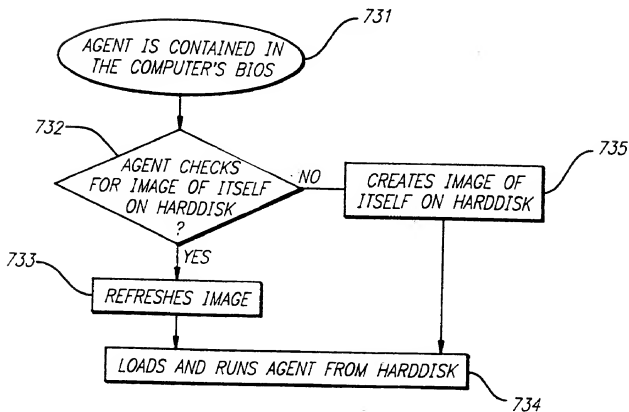 731
AGENT IS CONTAINED IN
THE COMPUTER'S BIOS
732
AGENT CHECKS
FOR IMAGE OF ITSELF
ON HARDDISK
?
NO
735
CREATES IMAGE OF
ITSELF ON HARDDISK
YES
733
REFRESHES IMAGE
LOADS AND RUNS AGENT FROM HARDDISK
734